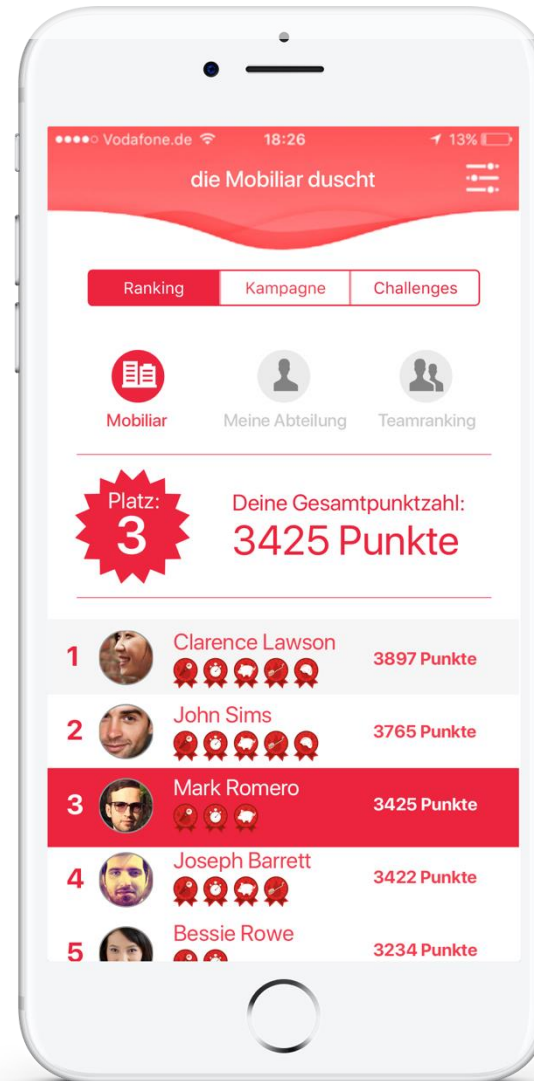 Vodafone.de 18:26 13%
die Mobiliar duscht
Ranking Kampagne Challenges
Mobiliar Meine Abteilung Teamranking
Platz: 3
Deine Gesamtpunktzahl:
3425 Punkte
1 Clarence Lawson 3897 Punkte
2 John Sims 3765 Punkte
3 Mark Romero 3425 Punkte
4 Joseph Barrett 3422 Punkte
5 Bessie Rowe 3234 Punkte